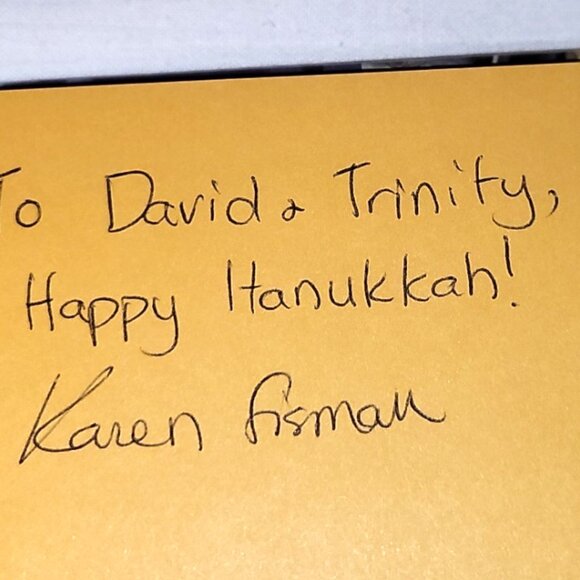 To David & Trinity,
Happy Hanukkah!
Karen Fisman